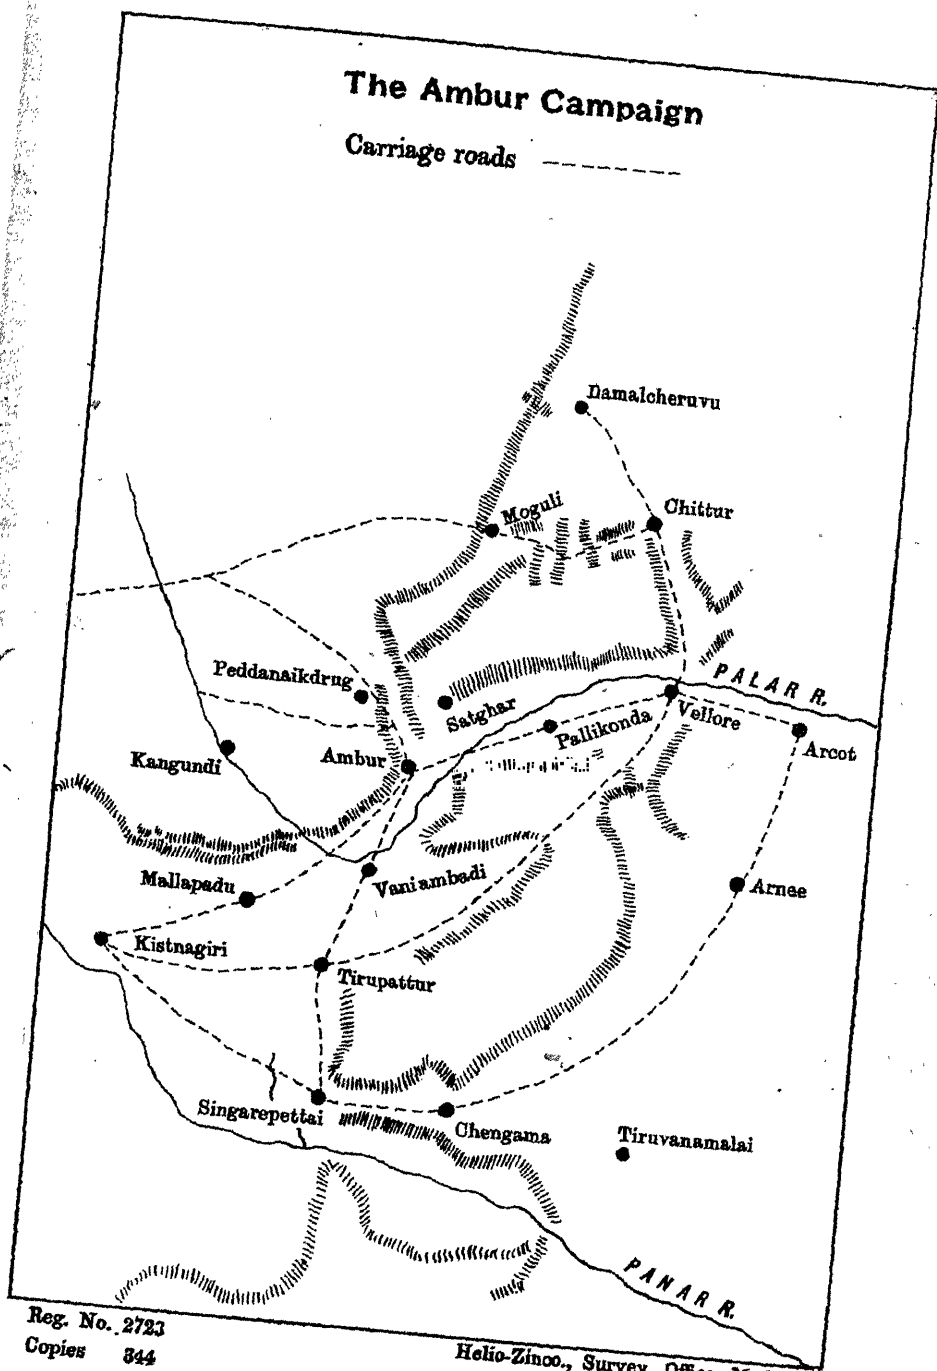 The Ambur Campaign
Carriage roads
Damalcheruvu
Moguli
Chittur
Peddanaikdrug
Satghar
PALAR R.
Pallikonda
Vellore
Arcot
Kangundi
Ambur
Mallapadu
Vaniambadi
Arnee
Kistnagiri
Tirupattur
Singarepettai
Chengama
Tiruvanamalai
PANAR R.
Reg. No. 2723
Copies 344
Helio-Zinco., Survey Office,